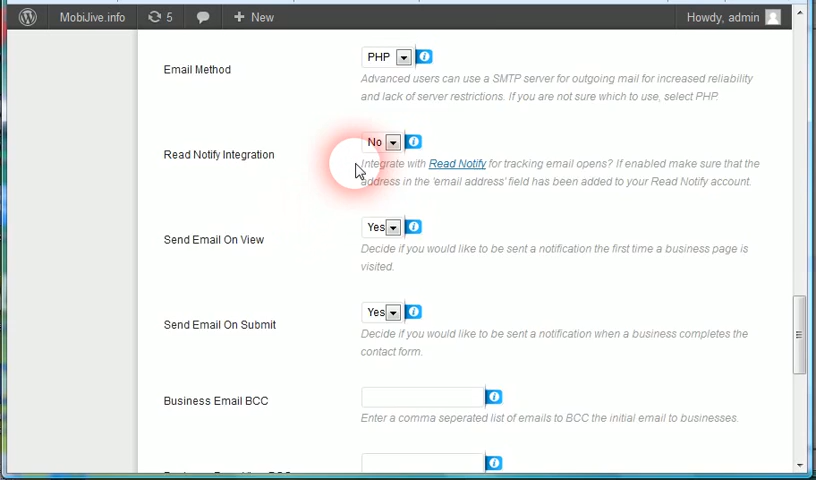 MobiJive.info 5 + New Howdy, admin
Email Method
PHP
Advanced users can use a SMTP server for outgoing mail for increased reliability
and lack of server restrictions. If you are not sure which to use, select PHP.
Read Notify Integration
No
Integrate with Read Notify for tracking email opens? If enabled make sure that the
address in the 'email address' field has been added to your Read Notify account.
Send Email On View
Yes
Decide if you would like to be sent a notification the first time a business page is
visited.
Send Email On Submit
Yes
Decide if you would like to be sent a notification when a business completes the
contact form.
Business Email BCC
Enter a comma seperated list of emails to BCC the initial email to businesses.